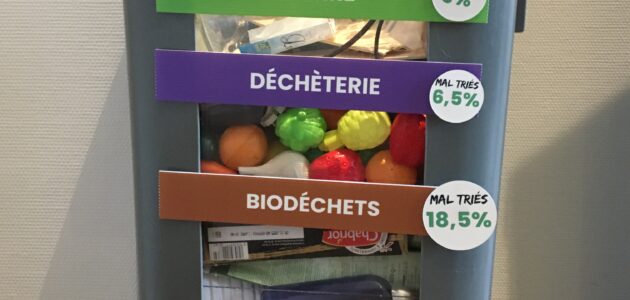 DÉCHÈTERIE
MAL TRIÉS
6,5%
BIODÉCHETS
MAL TRIÉS
18,5%
Chabrior